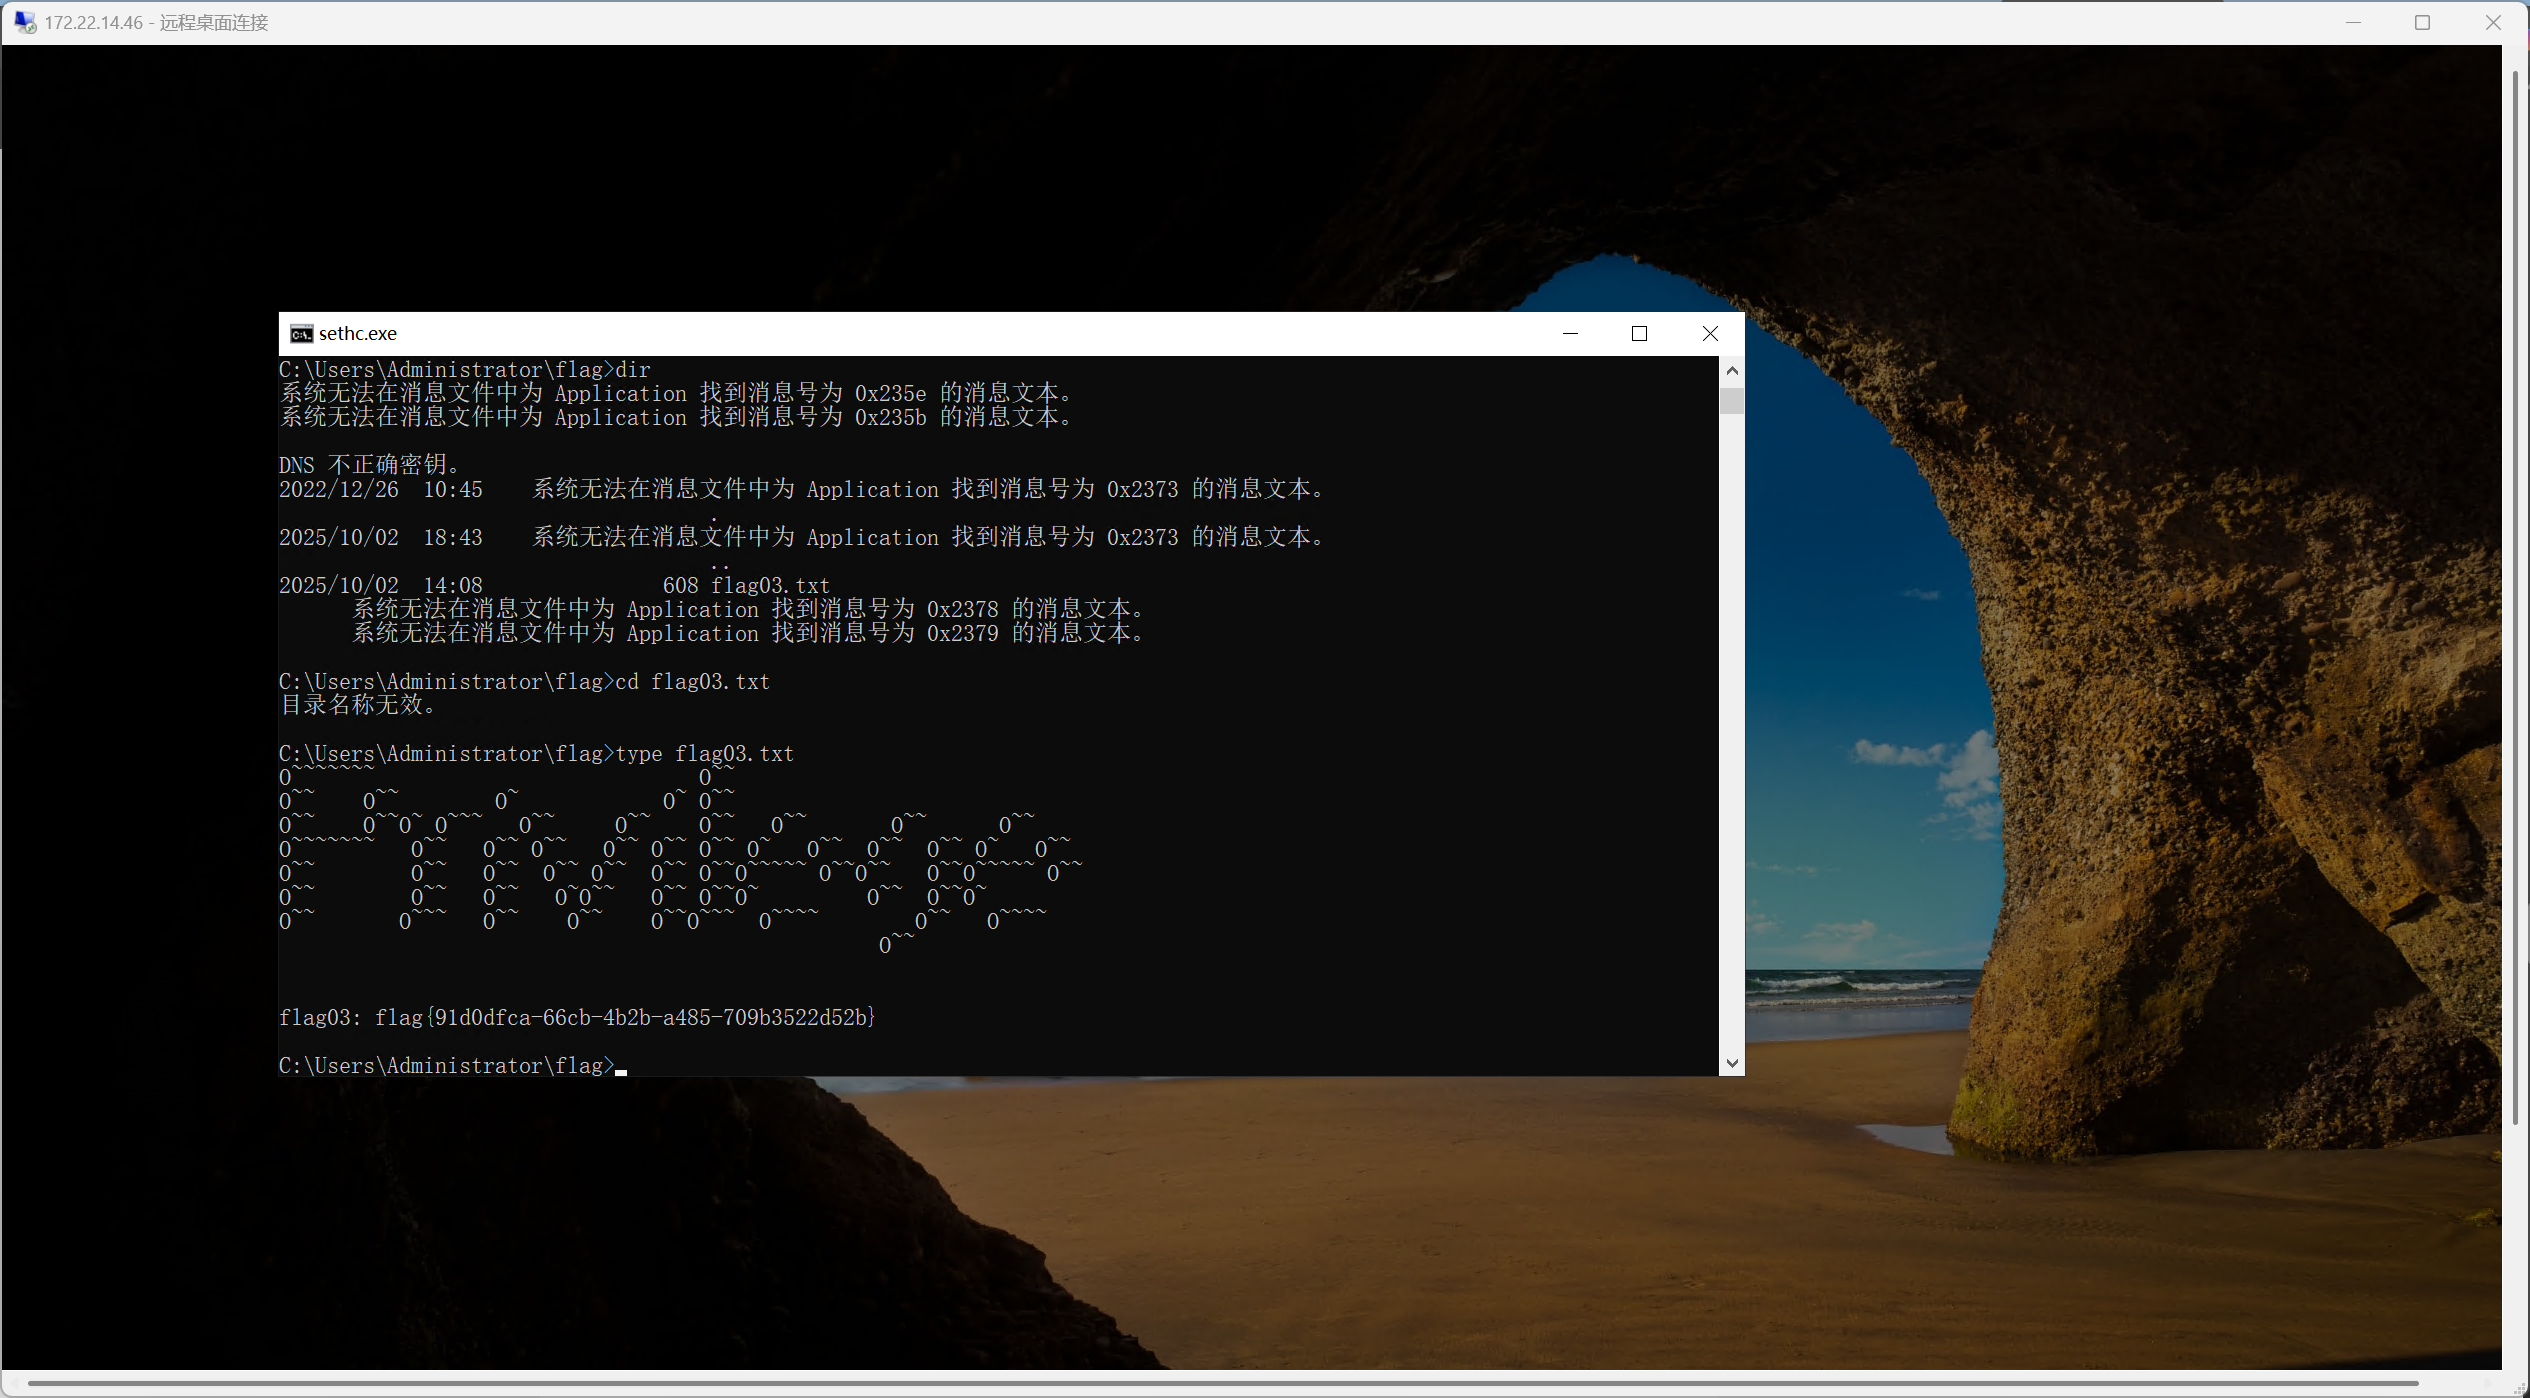 172.22.14.46 - 远程桌面连接
sethc.exe
C:\Users\Administrator\flag>dir
系统无法在消息文件中为 Application 找到消息号为 0x235e 的消息文本。
系统无法在消息文件中为 Application 找到消息号为 0x235b 的消息文本。
DNS 不正确密钥。
2022/12/26  10:45    系统无法在消息文件中为 Application 找到消息号为 0x2373 的消息文本。
.
2025/10/02  18:43    系统无法在消息文件中为 Application 找到消息号为 0x2373 的消息文本。
..
2025/10/02  14:08               608 flag03.txt
系统无法在消息文件中为 Application 找到消息号为 0x2378 的消息文本。
系统无法在消息文件中为 Application 找到消息号为 0x2379 的消息文本。
C:\Users\Administrator\flag>cd flag03.txt
目录名称无效。
C:\Users\Administrator\flag>type flag03.txt
Privilege
flag03: flag{91d0dfca-66cb-4b2b-a485-709b3522d52b}
C:\Users\Administrator\flag>